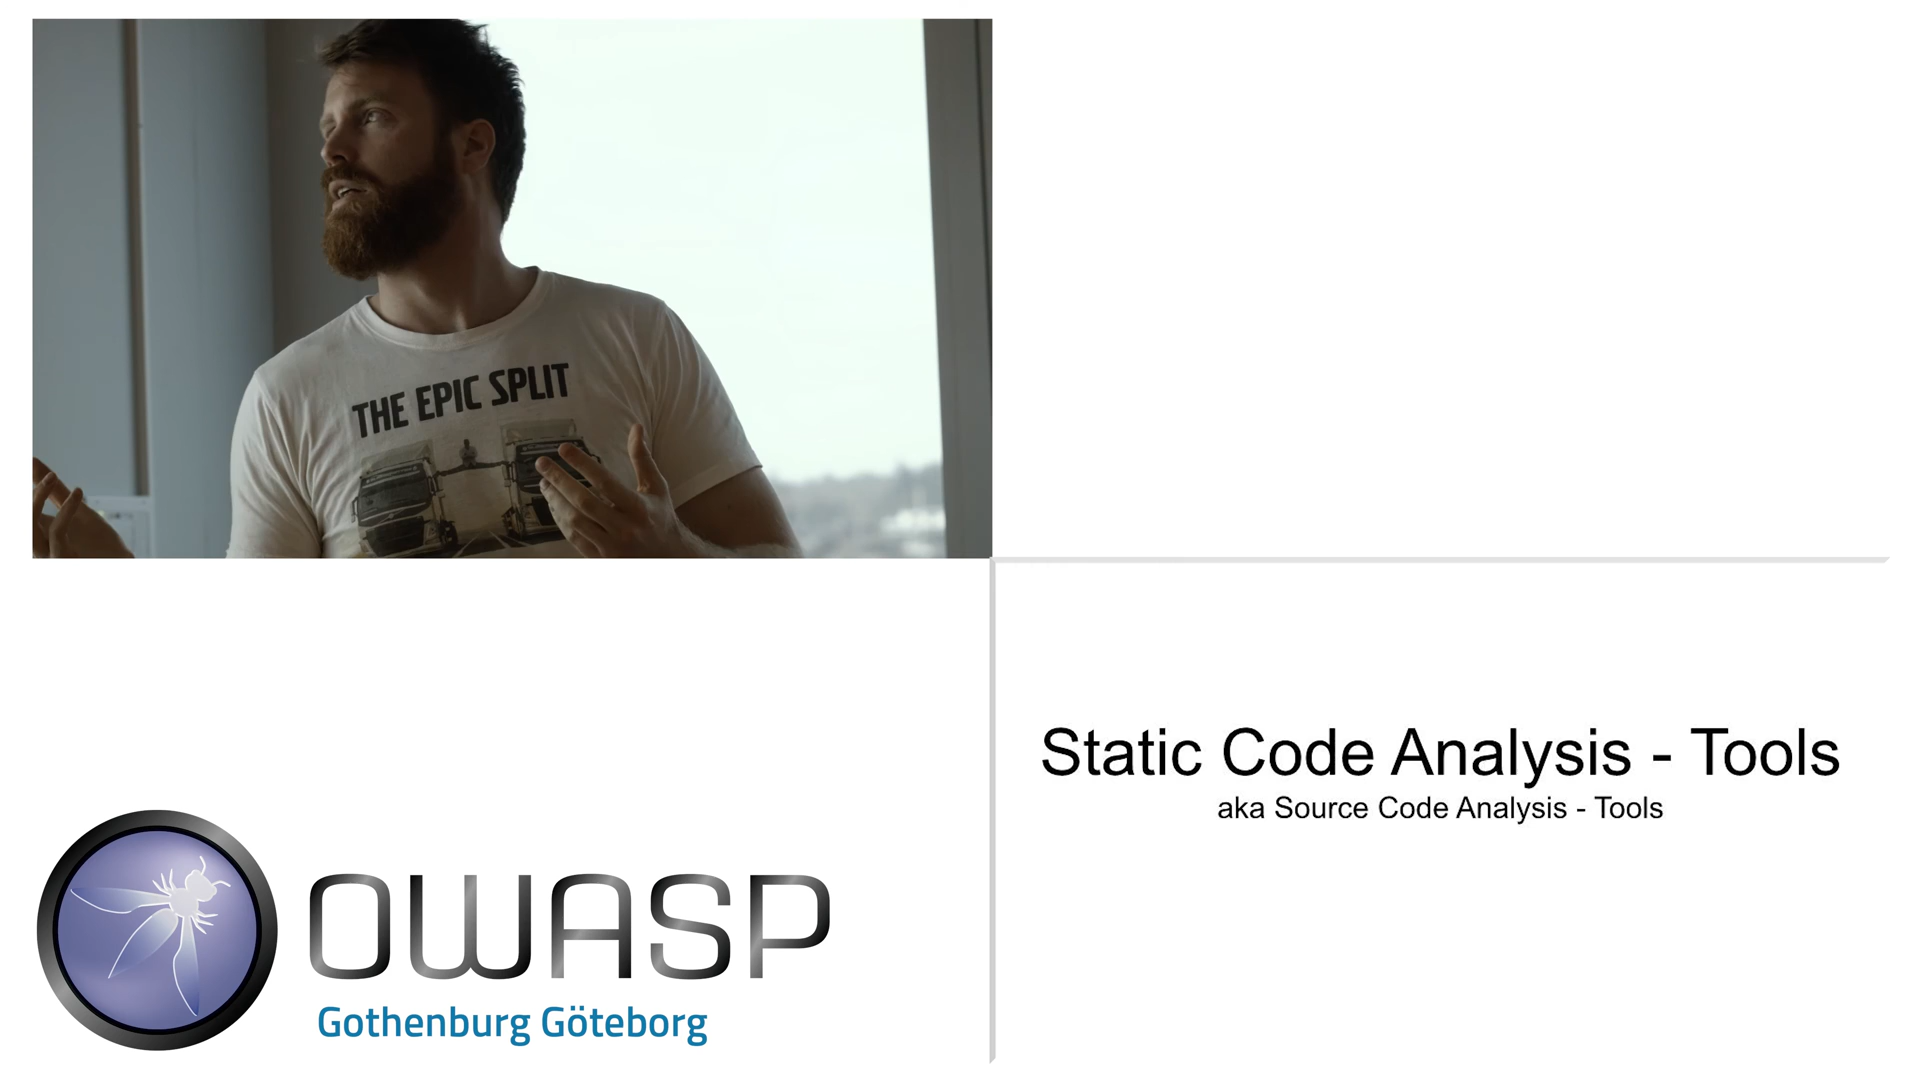 THE EPIC SPLIT
Static Code Analysis - Tools
aka Source Code Analysis - Tools
OWASP
Gothenburg Göteborg